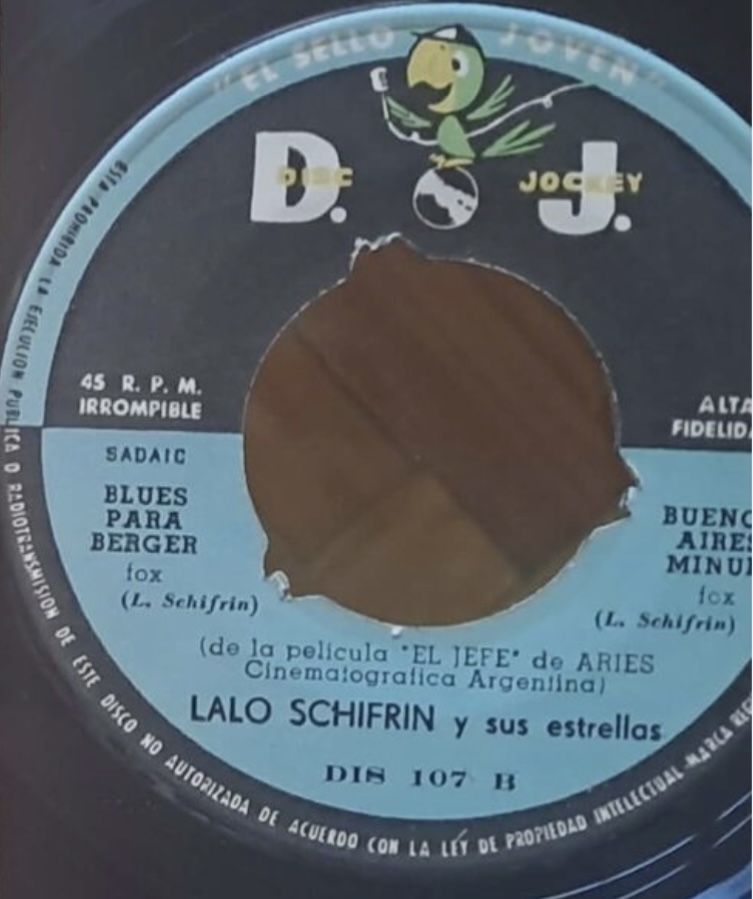 "EL SELLO JOVEN"
D. J.
DISC JOCKEY
45 R. P. M.
IRROMPIBLE
ALTA
FIDELIDA
SADAIC
BLUES
PARA
BERGER
fox
(L. Schifrin)
BUENO
AIRES
MINUT
fox
(L. Schifrin)
(de la pelicula "EL JEFE" de ARIES
Cinematografica Argentina)
LALO SCHIFRIN y sus estrellas
DIS 107 B
ESTA PROHIBIDA LA EJECUCION PUBLICA O RADIOTRANSMISION DE ESTE DISCO NO AUTORIZADA DE ACUERDO CON LA LEY DE PROPIEDAD INTELECTUAL-MARCA REG